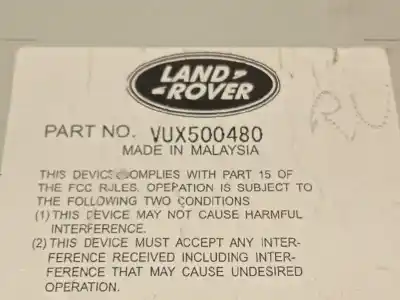 LAND-
-ROVER
PART NO. VUX500480
MADE IN MALAYSIA
THIS DEVICE COMPLIES WITH PART 15 OF
THE FCC RULES. OPERATION IS SUBJECT TO
THE FOLLOWING TWO CONDITIONS
(1) THIS DEVICE MAY NOT CAUSE HARMFUL
INTERFERENCE.
(2) THIS DEVICE MUST ACCEPT ANY INTER-
FERENCE RECEIVED INCLUDING INTER-
FERENCE THAT MAY CAUSE UNDESIRED
OPERATION.